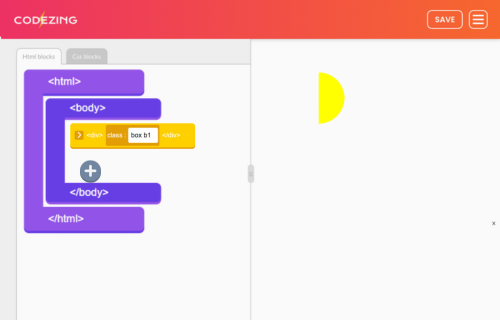 CODEZING
SAVE
Html blocks
Css blocks
<html>
<body>
<div> class box b1 </div>
</body>
</html>
x